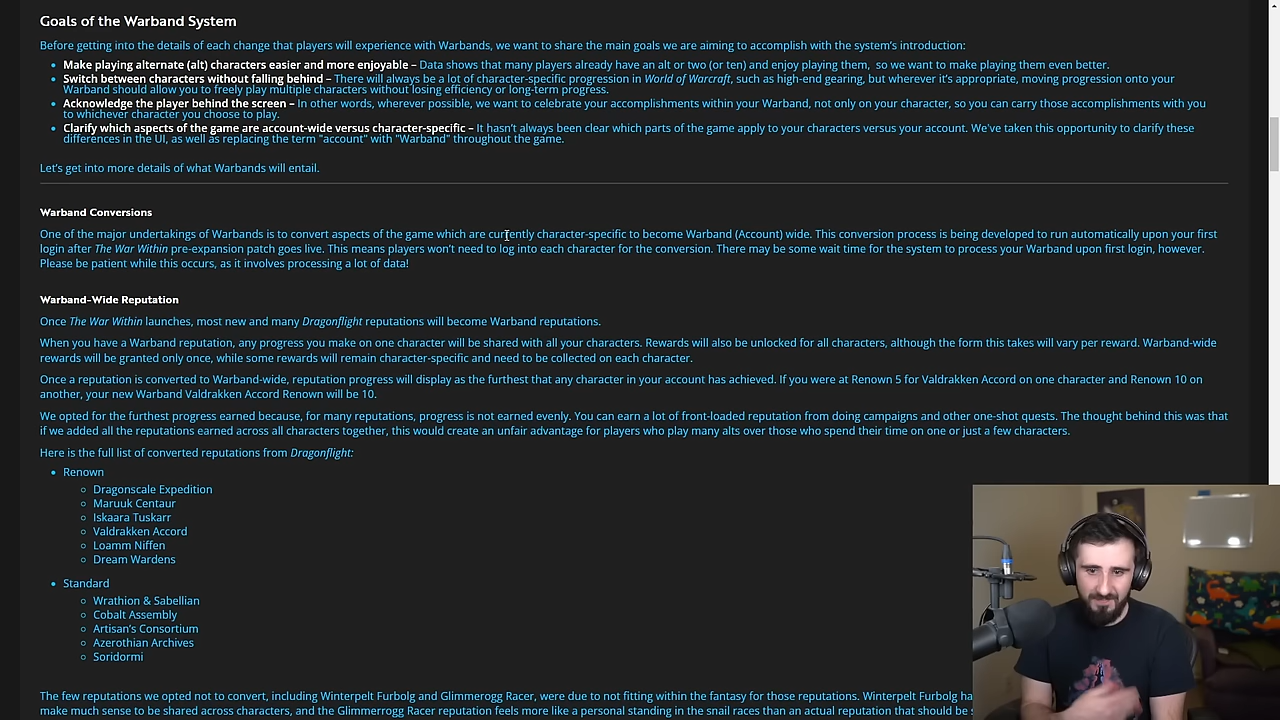 Goals of the Warband System
Before getting into the details of each change that players will experience with Warbands, we want to share the main goals we are aiming to accomplish with the system's introduction:
• Make playing alternate (alt) characters easier and more enjoyable – Data shows that many players already have an alt or two (or ten) and enjoy playing them,  so we want to make playing them even better.
• Switch between characters without falling behind – There will always be a lot of character-specific progression in World of Warcraft, such as high-end gearing, but wherever it's appropriate, moving progression onto your
Warband should allow you to freely play multiple characters without losing efficiency or long-term progress.
• Acknowledge the player behind the screen – In other words, wherever possible, we want to celebrate your accomplishments within your Warband, not only on your character, so you can carry those accomplishments with you
to whichever character you choose to play.
• Clarify which aspects of the game are account-wide versus character-specific – It hasn't always been clear which parts of the game apply to your characters versus your account. We've taken this opportunity to clarify these
differences in the UI, as well as replacing the term "account" with "Warband" throughout the game.
Let's get into more details of what Warbands will entail.
Warband Conversions
One of the major undertakings of Warbands is to convert aspects of the game which are currently character-specific to become Warband (Account) wide. This conversion process is being developed to run automatically upon your first
login after The War Within pre-expansion patch goes live. This means players won't need to log into each character for the conversion. There may be some wait time for the system to process your Warband upon first login, however.
Please be patient while this occurs, as it involves processing a lot of data!
Warband-Wide Reputation
Once The War Within launches, most new and many Dragonflight reputations will become Warband reputations.
When you have a Warband reputation, any progress you make on one character will be shared with all your characters. Rewards will also be unlocked for all characters, although the form this takes will vary per reward. Warband-wide
rewards will be granted only once, while some rewards will remain character-specific and need to be collected on each character.
Once a reputation is converted to Warband-wide, reputation progress will display as the furthest that any character in your account has achieved. If you were at Renown 5 for Valdrakken Accord on one character and Renown 10 on
another, your new Warband Valdrakken Accord Renown will be 10.
We opted for the furthest progress earned because, for many reputations, progress is not earned evenly. You can earn a lot of front-loaded reputation from doing campaigns and other one-shot quests. The thought behind this was that
if we added all the reputations earned across all characters together, this would create an unfair advantage for players who play many alts over those who spend their time on one or just a few characters.
Here is the full list of converted reputations from Dragonflight:
• Renown
◦ Dragonscale Expedition
◦ Maruuk Centaur
◦ Iskaara Tuskarr
◦ Valdrakken Accord
◦ Loamm Niffen
◦ Dream Wardens
• Standard
◦ Wrathion & Sabellian
◦ Cobalt Assembly
◦ Artisan's Consortium
◦ Azerothian Archives
◦ Soridormi
The few reputations we opted not to convert, including Winterpelt Furbolg and Glimmerogg Racer, were due to not fitting within the fantasy for those reputations. Winterpelt Furbolg
make much sense to be shared across characters, and the Glimmerrogg Racer reputation feels more like a personal standing in the snail races than an actual reputation that should be